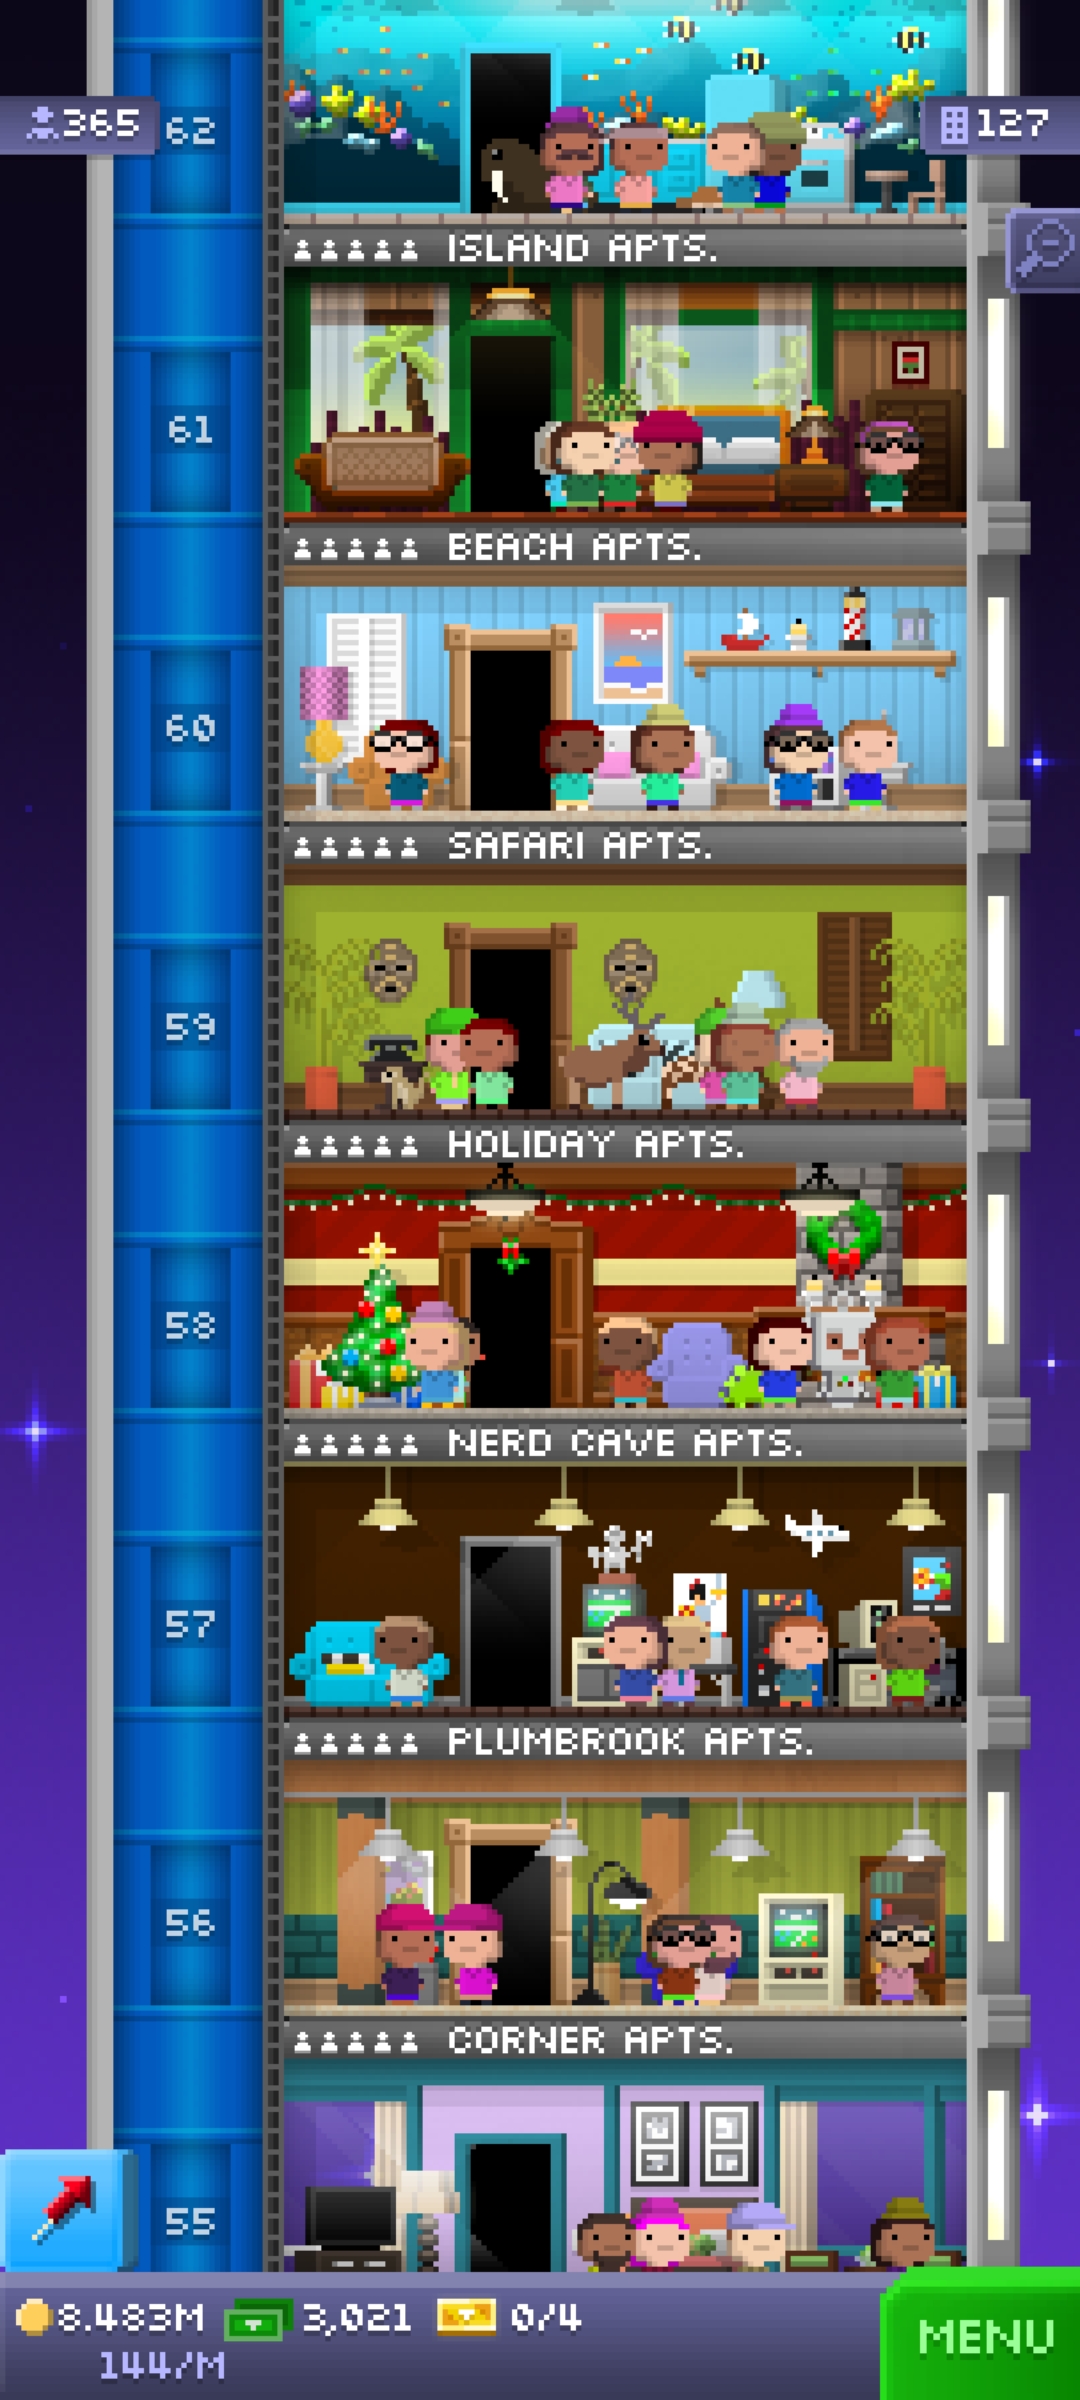 365
62
127
ISLAND APTS.
61
BEACH APTS.
60
SAFARI APTS.
59
HOLIDAY APTS.
58
NERD CAVE APTS.
57
PLUMBROOK APTS.
56
CORNER APTS.
55
8.483M 3,021 0/4
144/M
MENU